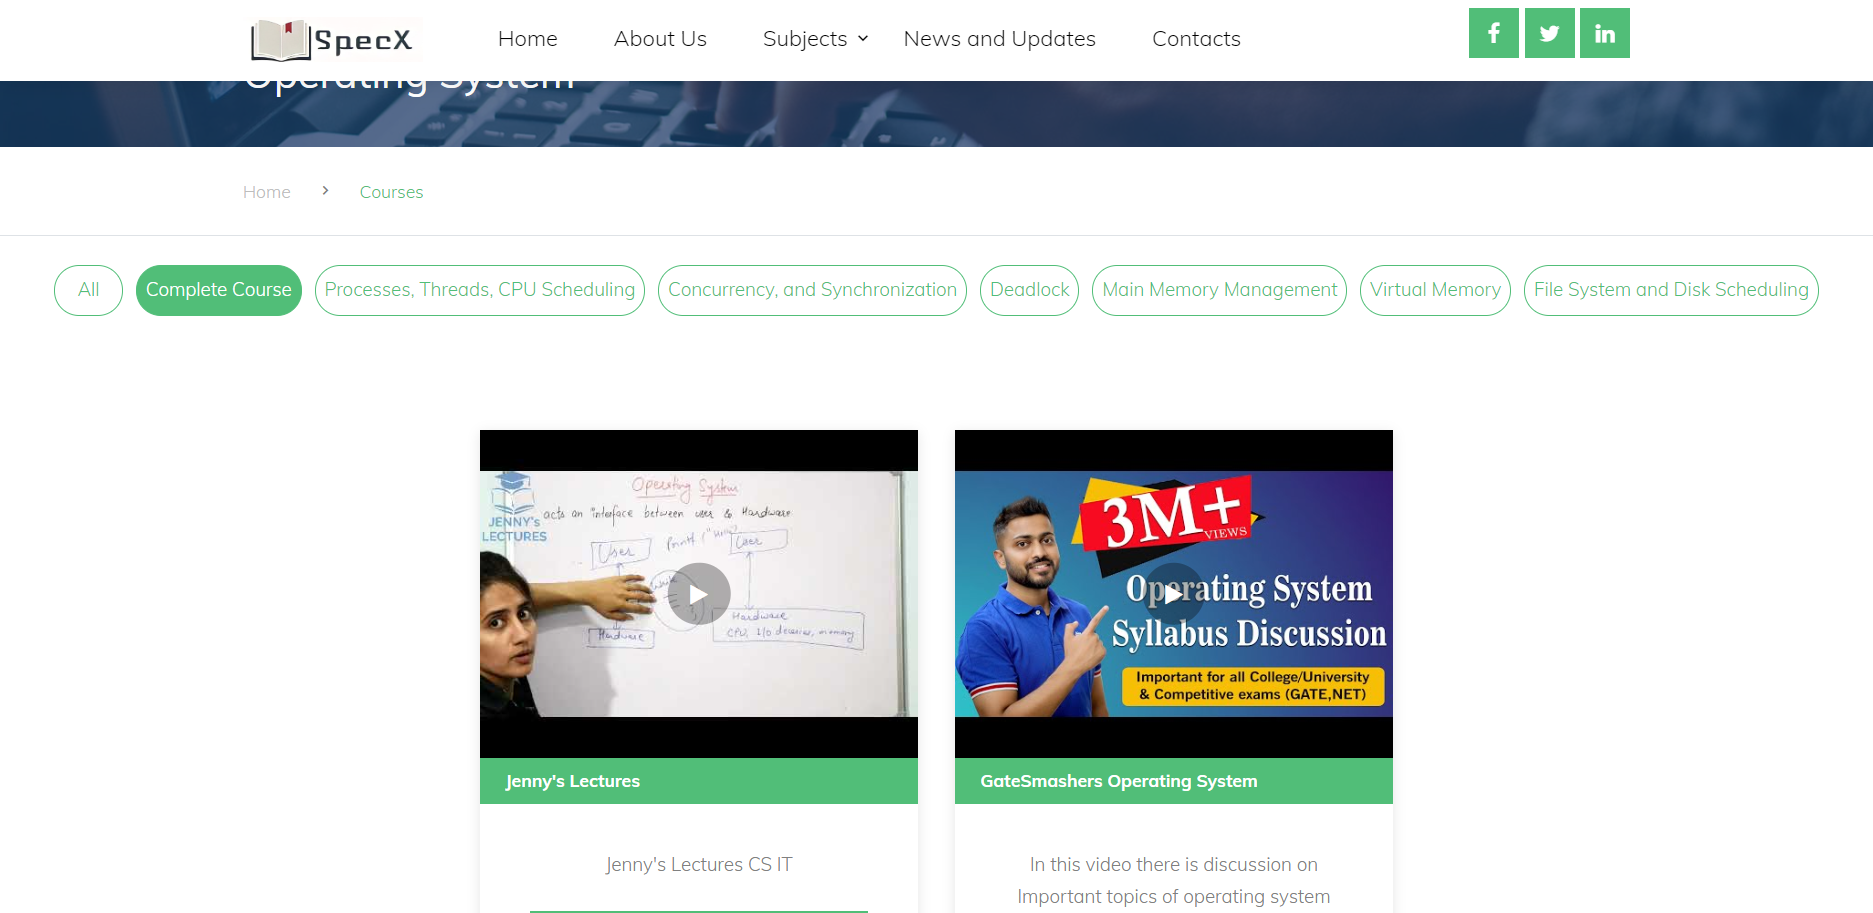 SpecX
Home
About Us
Subjects
News and Updates
Contacts
Operating System
Home
Courses
All
Complete Course
Processes, Threads, CPU Scheduling
Concurrency, and Synchronization
Deadlock
Main Memory Management
Virtual Memory
File System and Disk Scheduling
JENNY's
LECTURES
Operating System
acts an interface between user & Hardware
User
User
Hardware
Hardware
CPU, I/O devices, memory
3M+
VIEWS
Operating System
Syllabus Discussion
Important for all College/University
& Competitive exams (GATE,NET)
Jenny's Lectures
GateSmashers Operating System
Jenny's Lectures CS IT
In this video there is discussion on
Important topics of operating system